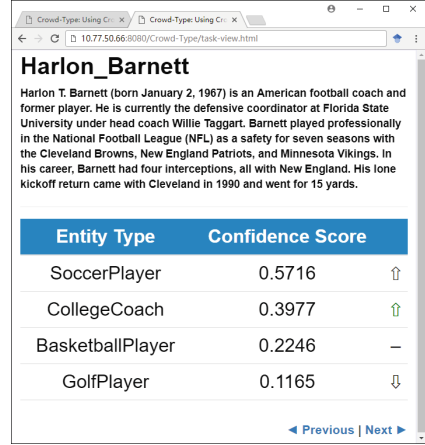 Crowd-Type: Using Cro
Crowd-Type: Using Cro
10.77.50.66:8080/Crowd-Type/task-view.html
Harlon_Barnett
Harlon T. Barnett (born January 2, 1967) is an American football coach and
former player. He is currently the defensive coordinator at Florida State
University under head coach Willie Taggart. Barnett played professionally
in the National Football League (NFL) as a safety for seven seasons with
the Cleveland Browns, New England Patriots, and Minnesota Vikings. In
his career, Barnett had four interceptions, all with New England. His lone
kickoff return came with Cleveland in 1990 and went for 15 yards.
Entity Type Confidence Score
SoccerPlayer 0.5716 ⇧
CollegeCoach 0.3977 ⇧
BasketballPlayer 0.2246 –
GolfPlayer 0.1165 ⇩
◄ Previous | Next ►